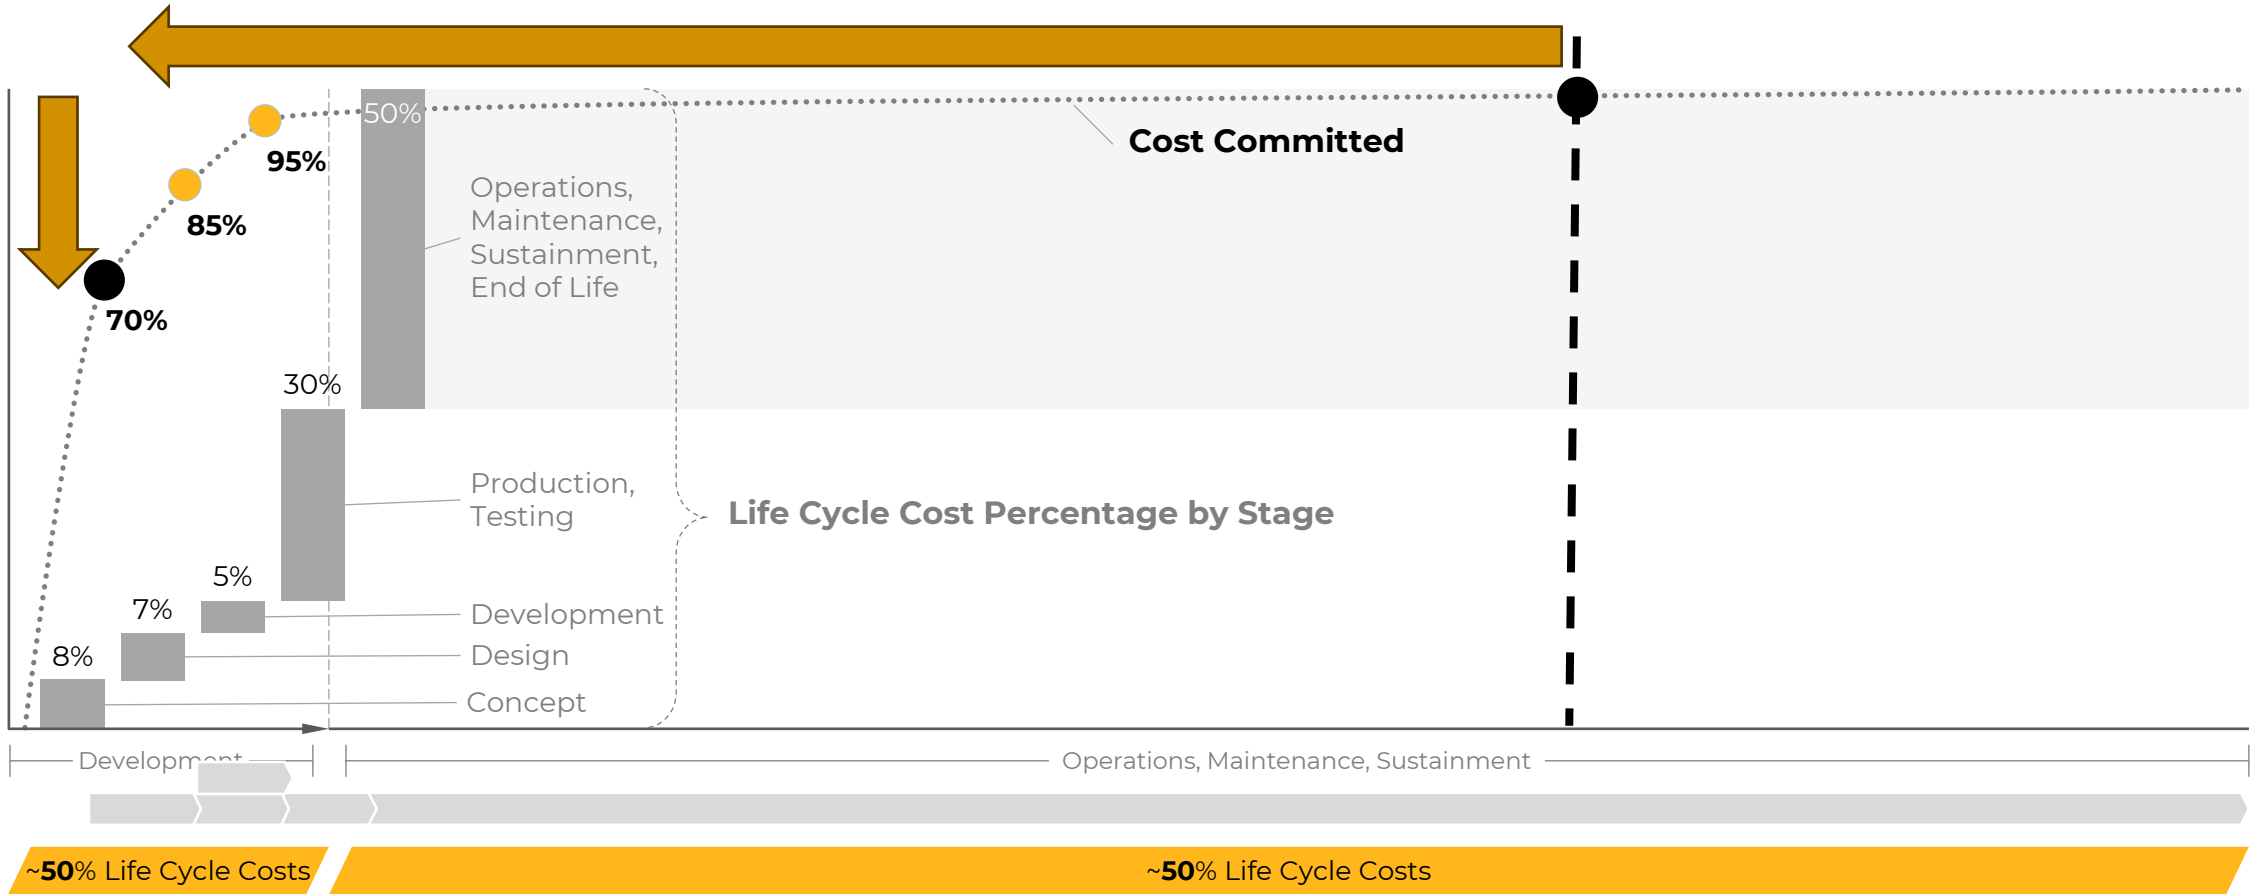 50%
Cost Committed
95%
Operations,
Maintenance,
Sustainment,
End of Life
85%
70%
30%
Production,
Testing
Life Cycle Cost Percentage by Stage
5%
7%
Development
8%
Design
Concept
Development
Operations, Maintenance, Sustainment
~50% Life Cycle Costs
~50% Life Cycle Costs